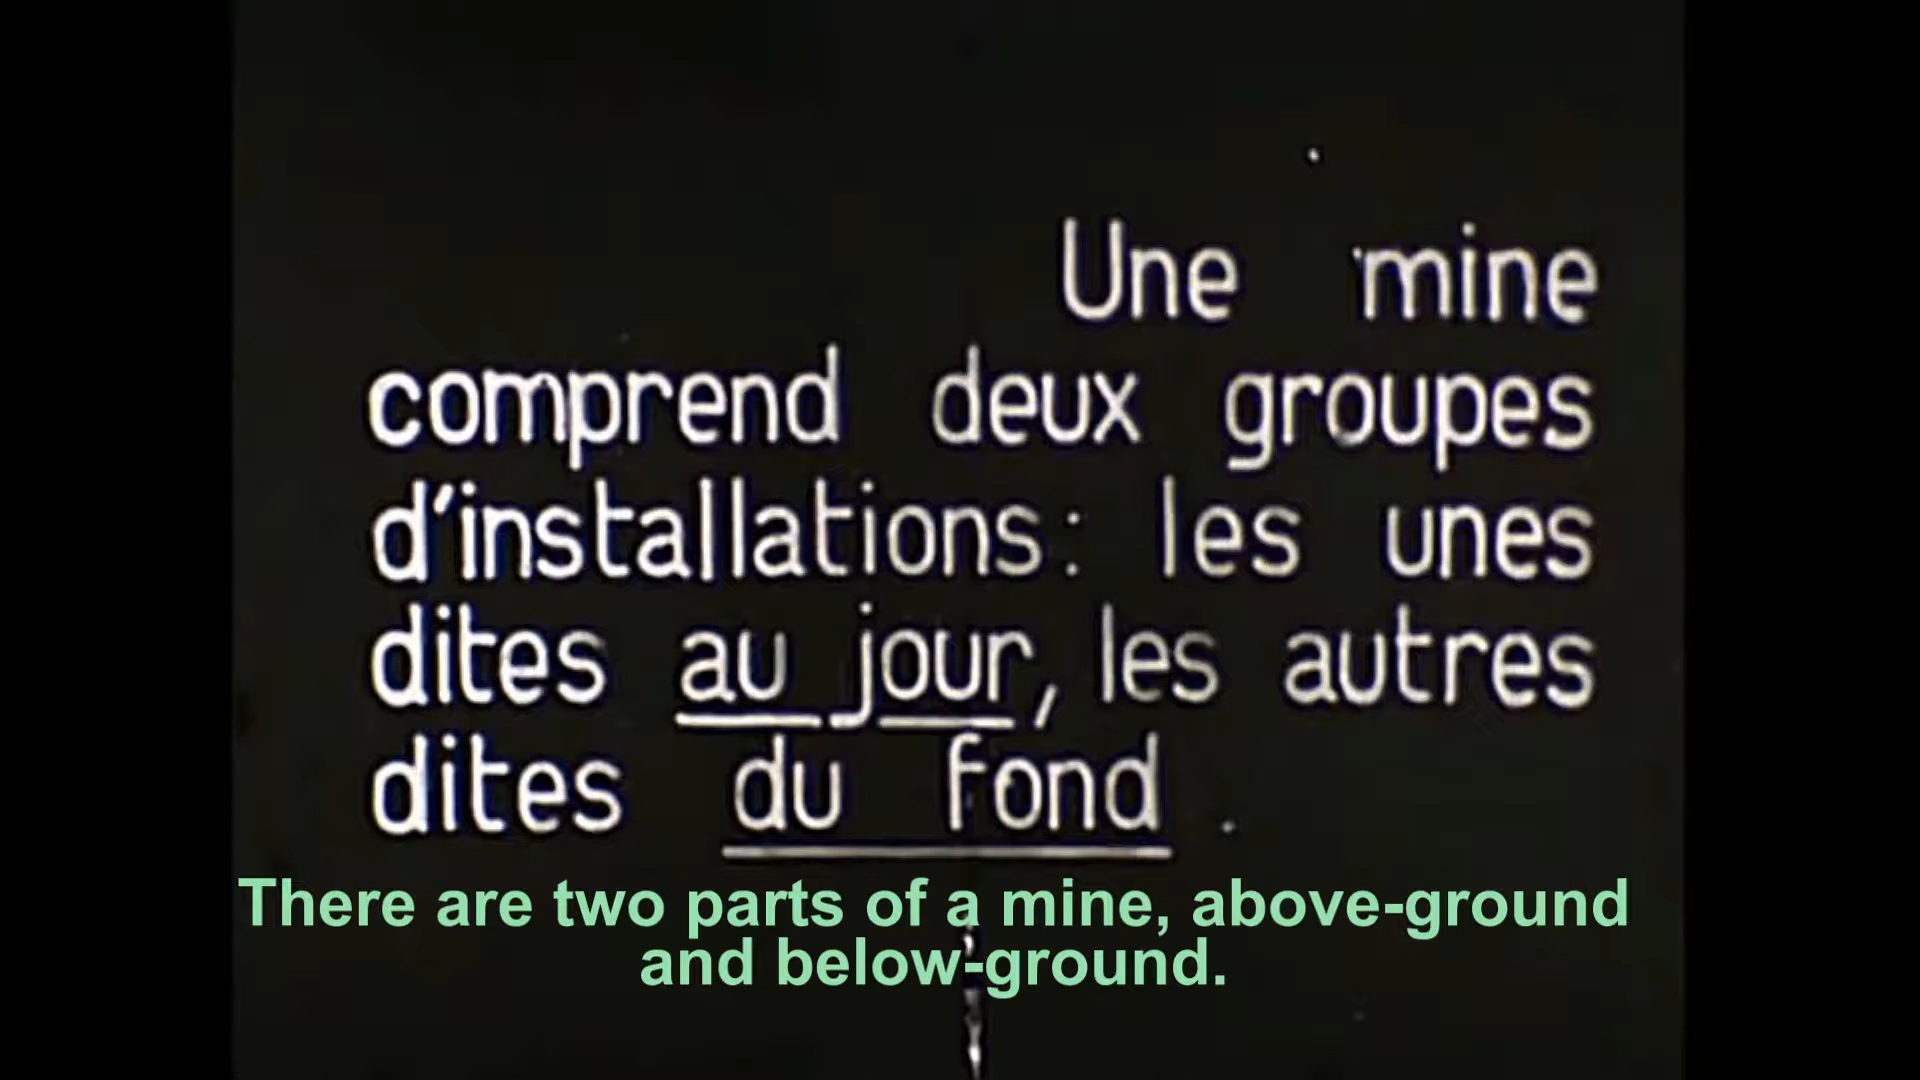 Une mine
comprend deux groupes
d'installations: les unes
dites au jour, les autres
dites du fond.
There are two parts of a mine, above-ground
and below-ground.